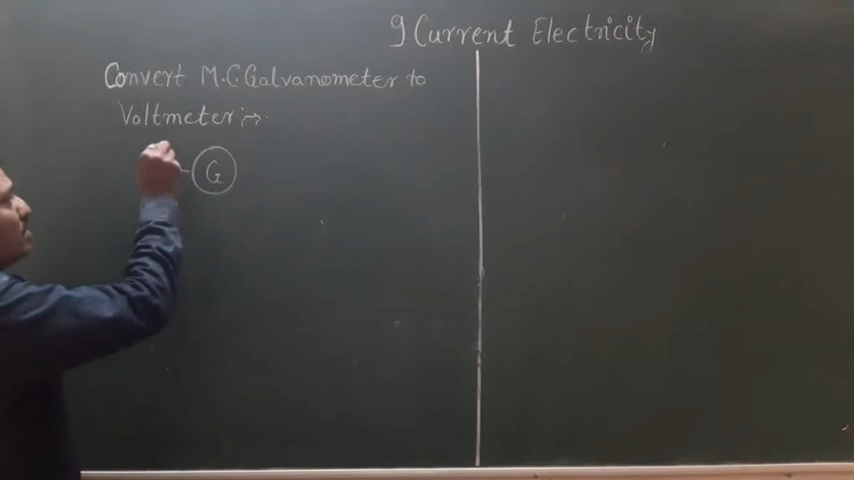 9 Current Electricity
Convert M.C.Galvanometer to
Voltmeter :→
G